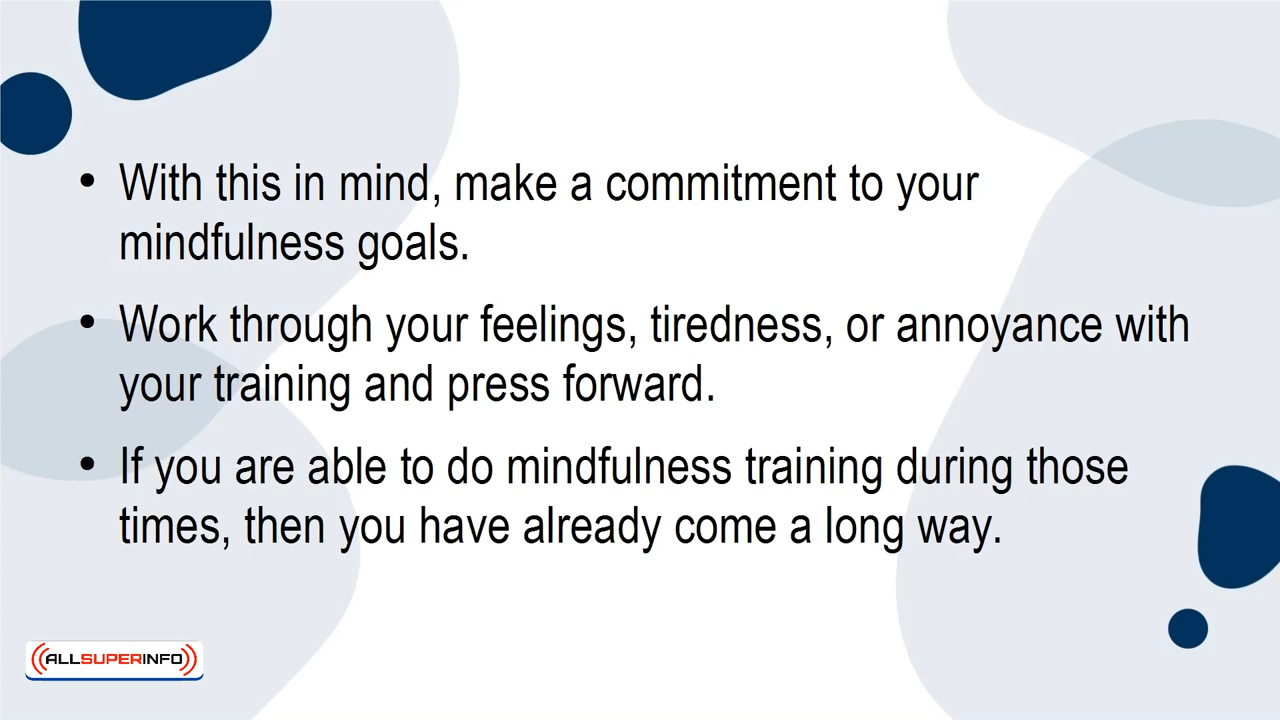 • With this in mind, make a commitment to your
mindfulness goals.
• Work through your feelings, tiredness, or annoyance with
your training and press forward.
• If you are able to do mindfulness training during those
times, then you have already come a long way.
ALLSUPERINFO